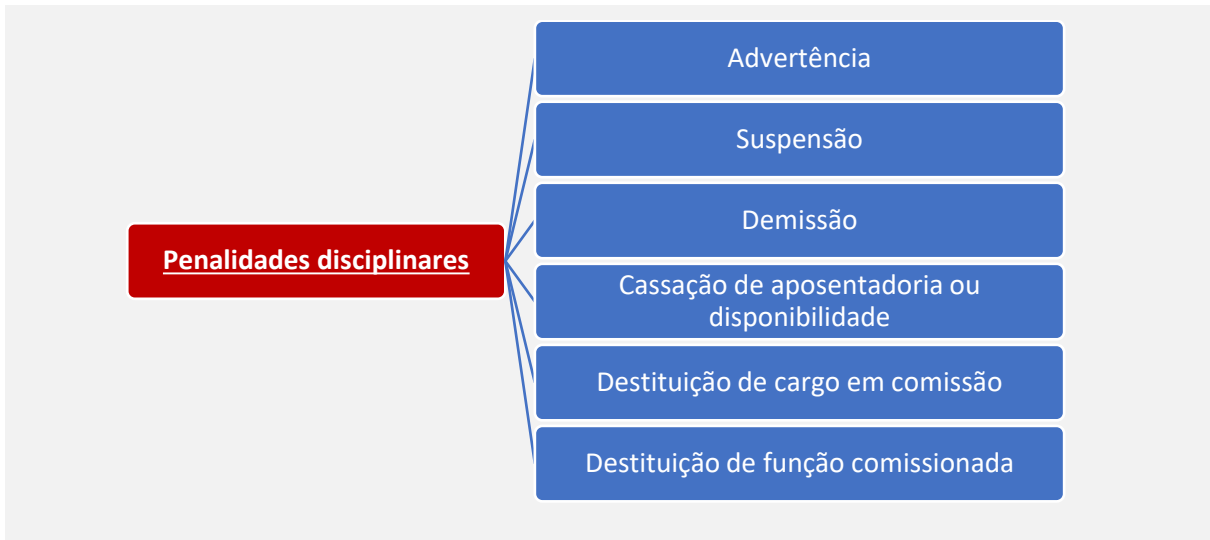 Penalidades disciplinares
Advertência
Suspensão
Demissão
Cassação de aposentadoria ou
disponibilidade
Destituição de cargo em comissão
Destituição de função comissionada